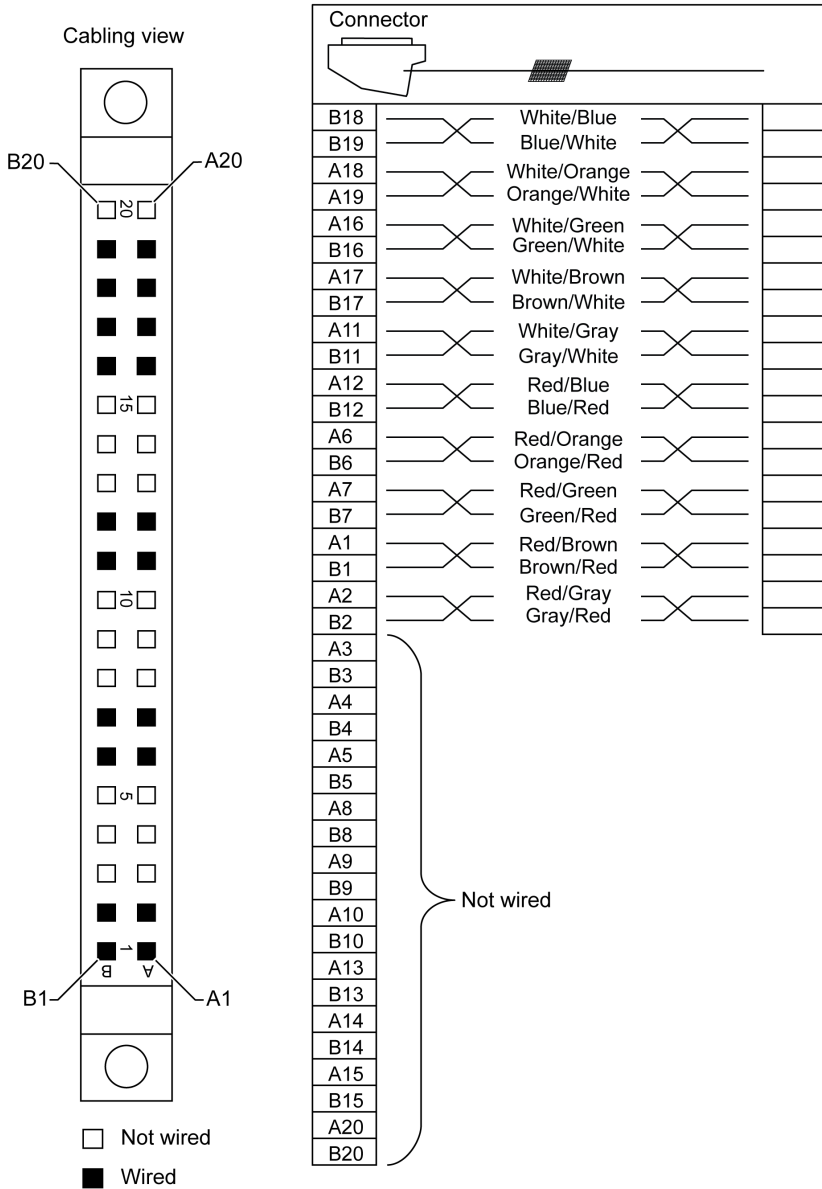 Cabling view
B20
A20
20
15
10
5
1
B
A
B1
A1
Not wired
Wired
Connector
B18 White/Blue
B19 Blue/White
A18 White/Orange
A19 Orange/White
A16 White/Green
B16 Green/White
A17 White/Brown
B17 Brown/White
A11 White/Gray
B11 Gray/White
A12 Red/Blue
B12 Blue/Red
A6 Red/Orange
B6 Orange/Red
A7 Red/Green
B7 Green/Red
A1 Red/Brown
B1 Brown/Red
A2 Red/Gray
B2 Gray/Red
A3
B3
A4
B4
A5
B5
A8
B8
A9
B9
A10
B10
A13
B13
A14
B14
A15
B15
A20
B20
Not wired